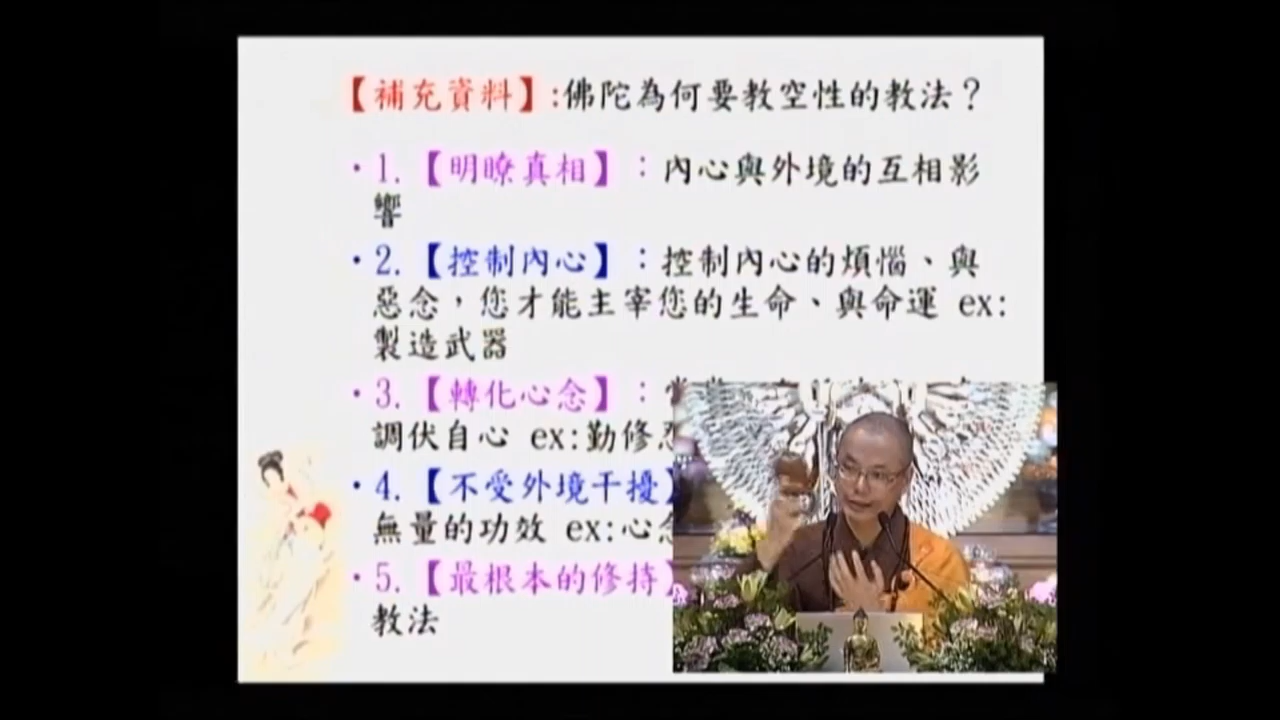 【補充資料】:佛陀為何要教空性的教法？
•1.【明瞭真相】：內心與外境的互相影
響
•2.【控制內心】：控制內心的煩惱、與
惡念，您才能主宰您的生命、與命運 ex:
製造武器
•3.【轉化心念】：
調伏自心 ex:勤修
•4.【不受外境干擾】
無量的功效 ex:心
•5.【最根本的修持】
教法